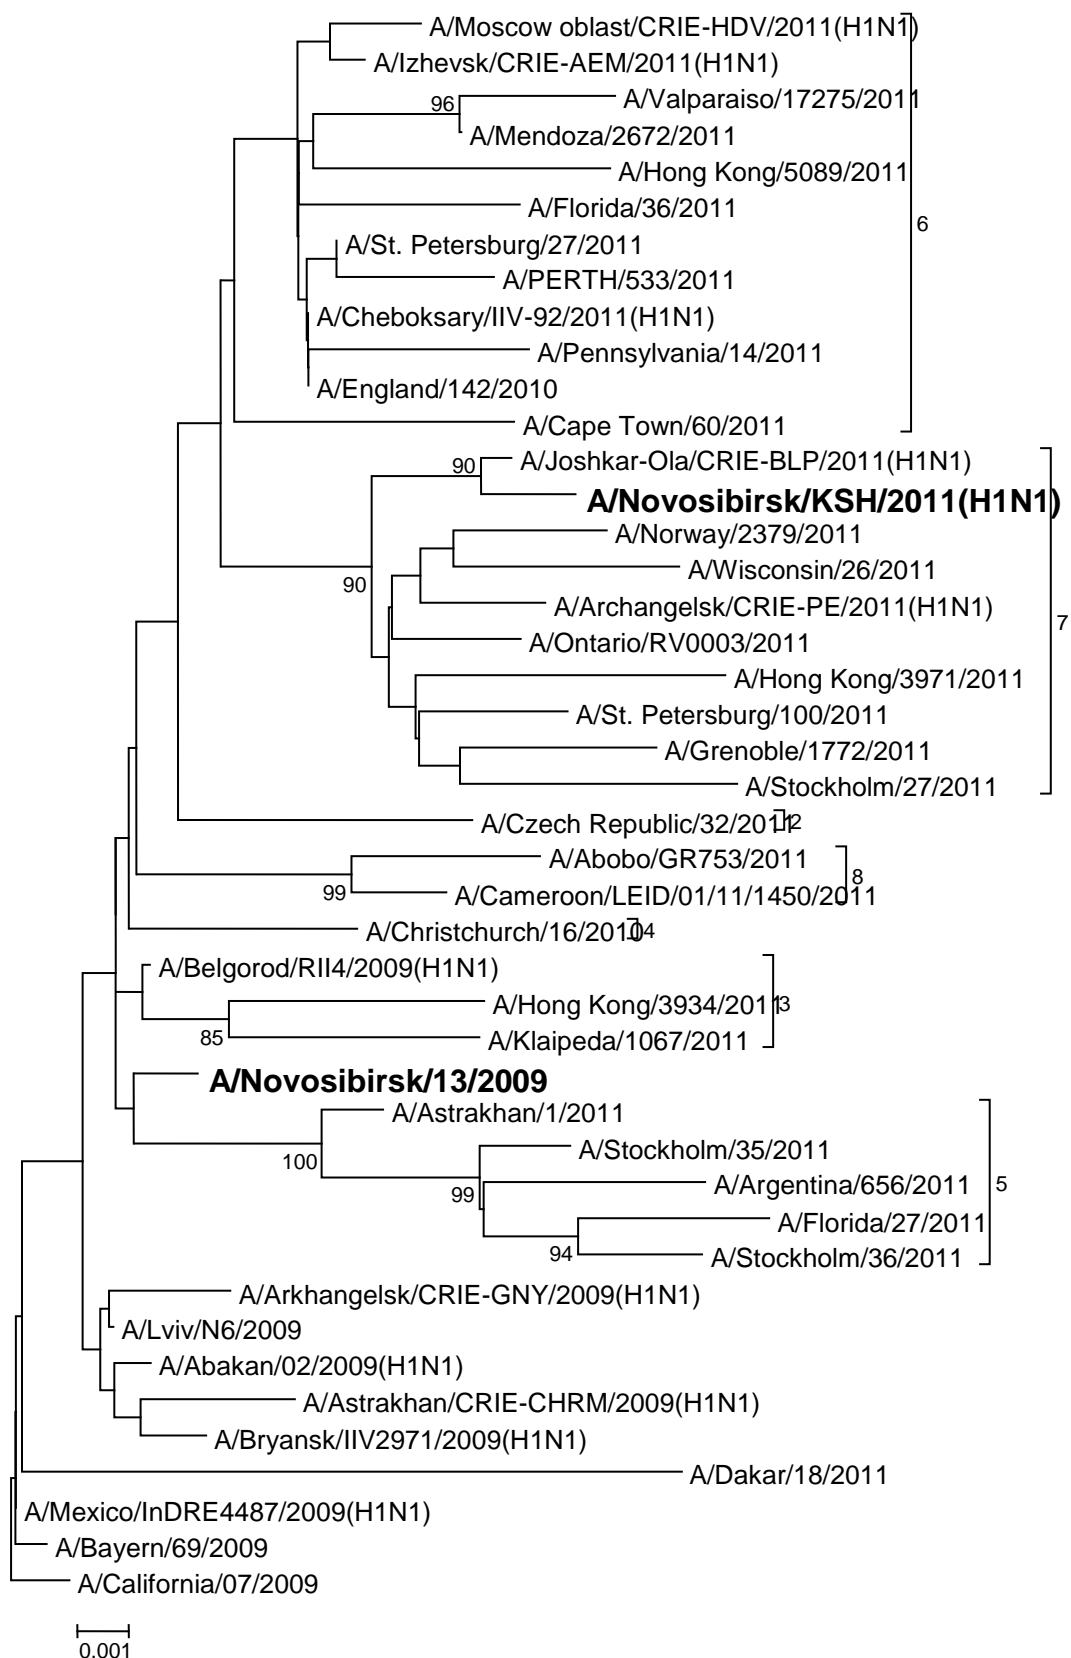 A/Moscow oblast/CRIE-HDV/2011(H1N1)
A/Izhevsk/CRIE-AEM/2011(H1N1)
96
A/Valparaiso/17275/2011
A/Mendoza/2672/2011
A/Hong Kong/5089/2011
A/Florida/36/2011
6
A/St. Petersburg/27/2011
A/PERTH/533/2011
A/Cheboksary/IIV-92/2011(H1N1)
A/Pennsylvania/14/2011
A/England/142/2010
A/Cape Town/60/2011
90
A/Joshkar-Ola/CRIE-BLP/2011(H1N1)
A/Novosibirsk/KSH/2011(H1N1)
A/Norway/2379/2011
A/Wisconsin/26/2011
90
A/Archangelsk/CRIE-PE/2011(H1N1)
7
A/Ontario/RV0003/2011
A/Hong Kong/3971/2011
A/St. Petersburg/100/2011
A/Grenoble/1772/2011
A/Stockholm/27/2011
A/Czech Republic/32/2011
2
A/Abobo/GR753/2011
8
99
A/Cameroon/LEID/01/11/1450/2011
A/Christchurch/16/2010
4
A/Belgorod/RII4/2009(H1N1)
A/Hong Kong/3934/2011
3
85
A/Klaipeda/1067/2011
A/Novosibirsk/13/2009
A/Astrakhan/1/2011
A/Stockholm/35/2011
100
99
A/Argentina/656/2011
5
A/Florida/27/2011
94
A/Stockholm/36/2011
A/Arkhangelsk/CRIE-GNY/2009(H1N1)
A/Lviv/N6/2009
A/Abakan/02/2009(H1N1)
A/Astrakhan/CRIE-CHRM/2009(H1N1)
A/Bryansk/IIV2971/2009(H1N1)
A/Dakar/18/2011
A/Mexico/InDRE4487/2009(H1N1)
A/Bayern/69/2009
A/California/07/2009
0.001